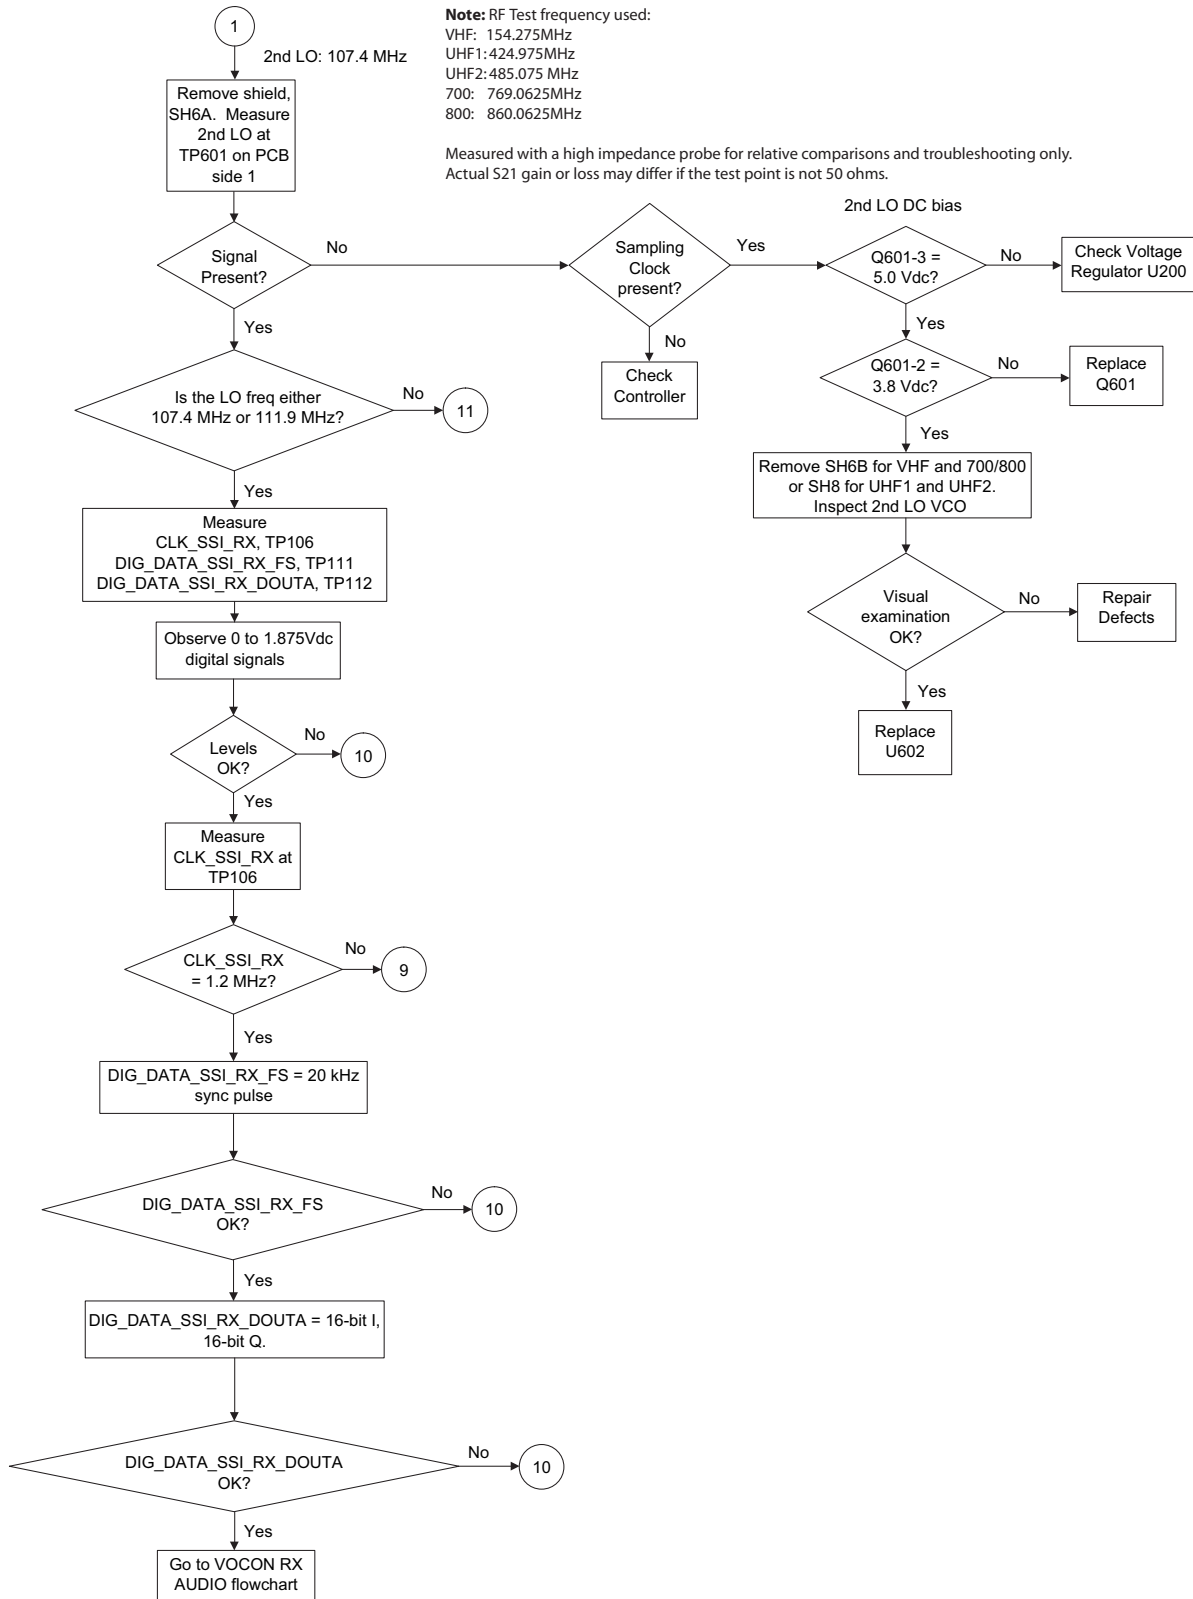 1
2nd LO: 107.4 MHz
Note: RF Test frequency used:
VHF: 154.275MHz
UHF1: 424.975MHz
UHF2: 485.075 MHz
700: 769.0625MHz
800: 860.0625MHz
Measured with a high impedance probe for relative comparisons and troubleshooting only.
Actual S21 gain or loss may differ if the test point is not 50 ohms.
Remove shield,
SH6A. Measure
2nd LO at
TP601 on PCB
side 1
Signal
Present?
No
Yes
Sampling
Clock
present?
Yes
No
Check
Controller
2nd LO DC bias
Q601-3 =
5.0 Vdc?
No
Check Voltage
Regulator U200
Yes
Q601-2 =
3.8 Vdc?
No
Replace
Q601
Yes
Remove SH6B for VHF and 700/800
or SH8 for UHF1 and UHF2.
Inspect 2nd LO VCO
Visual
examination
OK?
No
Repair
Defects
Yes
Replace
U602
Is the LO freq either
107.4 MHz or 111.9 MHz?
No
11
Yes
Measure
CLK_SSI_RX, TP106
DIG_DATA_SSI_RX_FS, TP111
DIG_DATA_SSI_RX_DOUTA, TP112
Observe 0 to 1.875Vdc
digital signals
Levels
OK?
No
10
Yes
Measure
CLK_SSI_RX at
TP106
CLK_SSI_RX
= 1.2 MHz?
No
9
Yes
DIG_DATA_SSI_RX_FS = 20 kHz
sync pulse
DIG_DATA_SSI_RX_FS
OK?
No
10
Yes
DIG_DATA_SSI_RX_DOUTA = 16-bit I,
16-bit Q.
DIG_DATA_SSI_RX_DOUTA
OK?
No
10
Yes
Go to VOCON RX
AUDIO flowchart